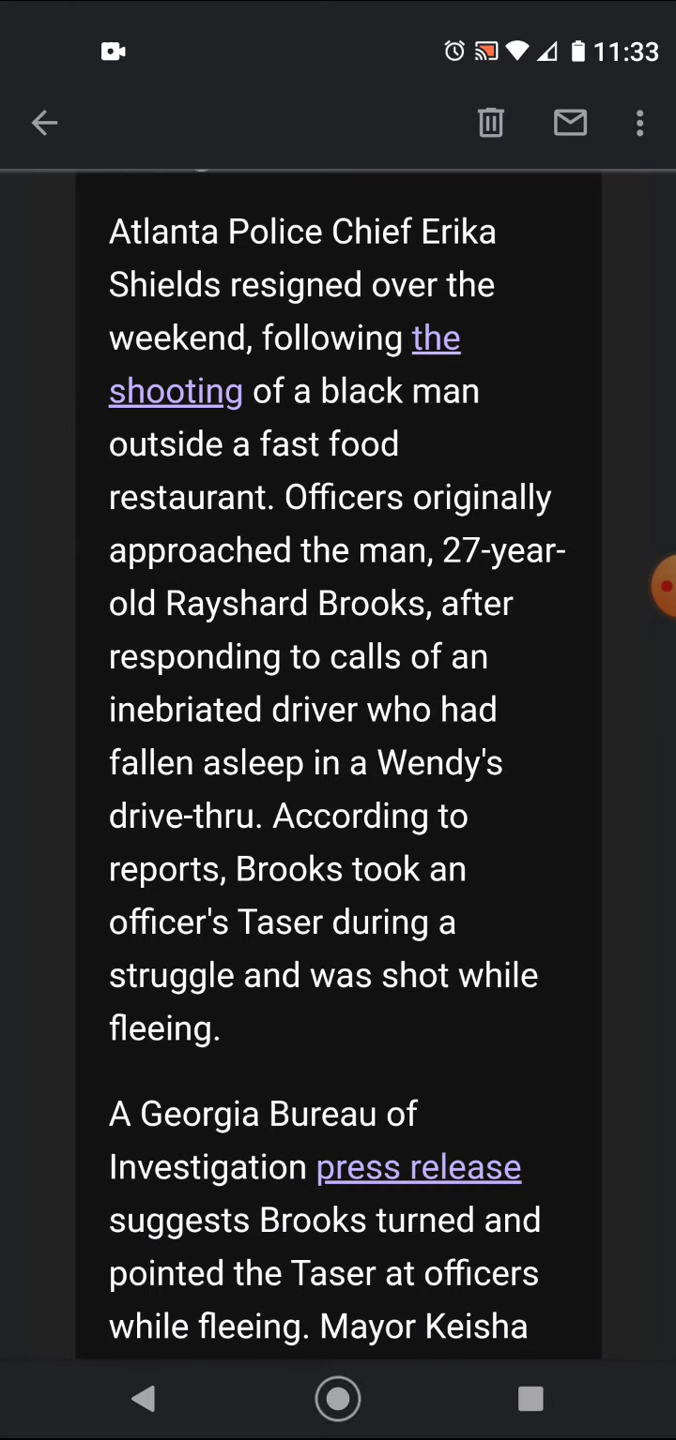 11:33
Atlanta Police Chief Erika
Shields resigned over the
weekend, following the
shooting of a black man
outside a fast food
restaurant. Officers originally
approached the man, 27-year-
old Rayshard Brooks, after
responding to calls of an
inebriated driver who had
fallen asleep in a Wendy's
drive-thru. According to
reports, Brooks took an
officer's Taser during a
struggle and was shot while
fleeing.
A Georgia Bureau of
Investigation press release
suggests Brooks turned and
pointed the Taser at officers
while fleeing. Mayor Keisha